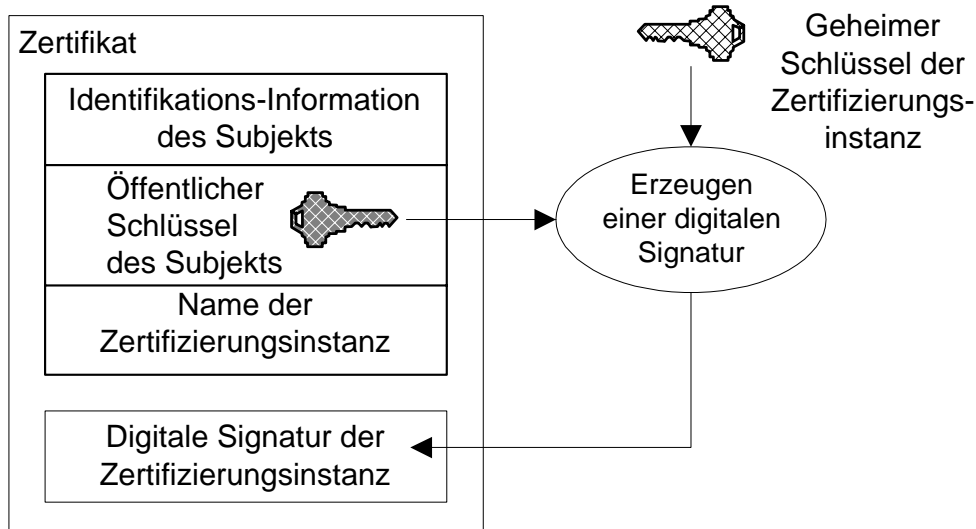 Zertifikat
Identifikations-Information
des Subjekts
Öffentlicher
Schlüssel
des Subjekts
Name der
Zertifizierungsinstanz
Digitale Signatur der
Zertifizierungsinstanz
Geheimer
Schlüssel der
Zertifizierungs-
instanz
Erzeugen
einer digitalen
Signatur